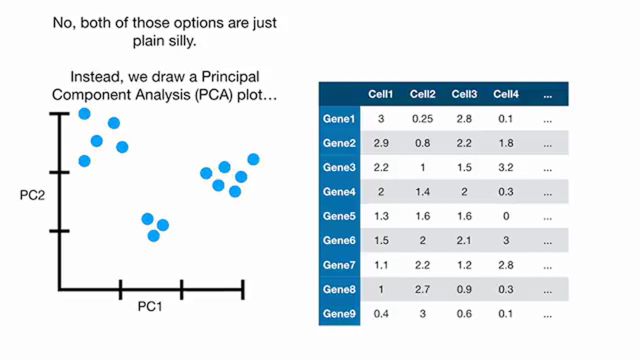 No, both of those options are just
plain silly.
Instead, we draw a Principal
Component Analysis (PCA) plot...
PC2
PC1
Cell1 Cell2 Cell3 Cell4 ...
Gene1 3 0.25 2.8 0.1 ...
Gene2 2.9 0.8 2.2 1.8 ...
Gene3 2.2 1 1.5 3.2 ...
Gene4 2 1.4 2 0.3 ...
Gene5 1.3 1.6 1.6 0 ...
Gene6 1.5 2 2.1 3 ...
Gene7 1.1 2.2 1.2 2.8 ...
Gene8 1 2.7 0.9 0.3 ...
Gene9 0.4 3 0.6 0.1 ...